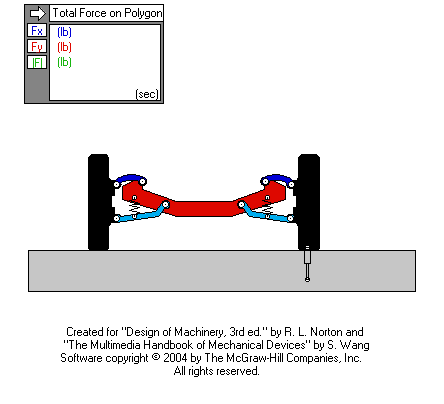 Total Force on Polygon
Fx (lb)
Fy (lb)
|F| (lb)
(sec)
Created for "Design of Machinery, 3rd ed." by R. L. Norton and
"The Multimedia Handbook of Mechanical Devices" by S. Wang
Software copyright © 2004 by The McGraw-Hill Companies, Inc.
All rights reserved.